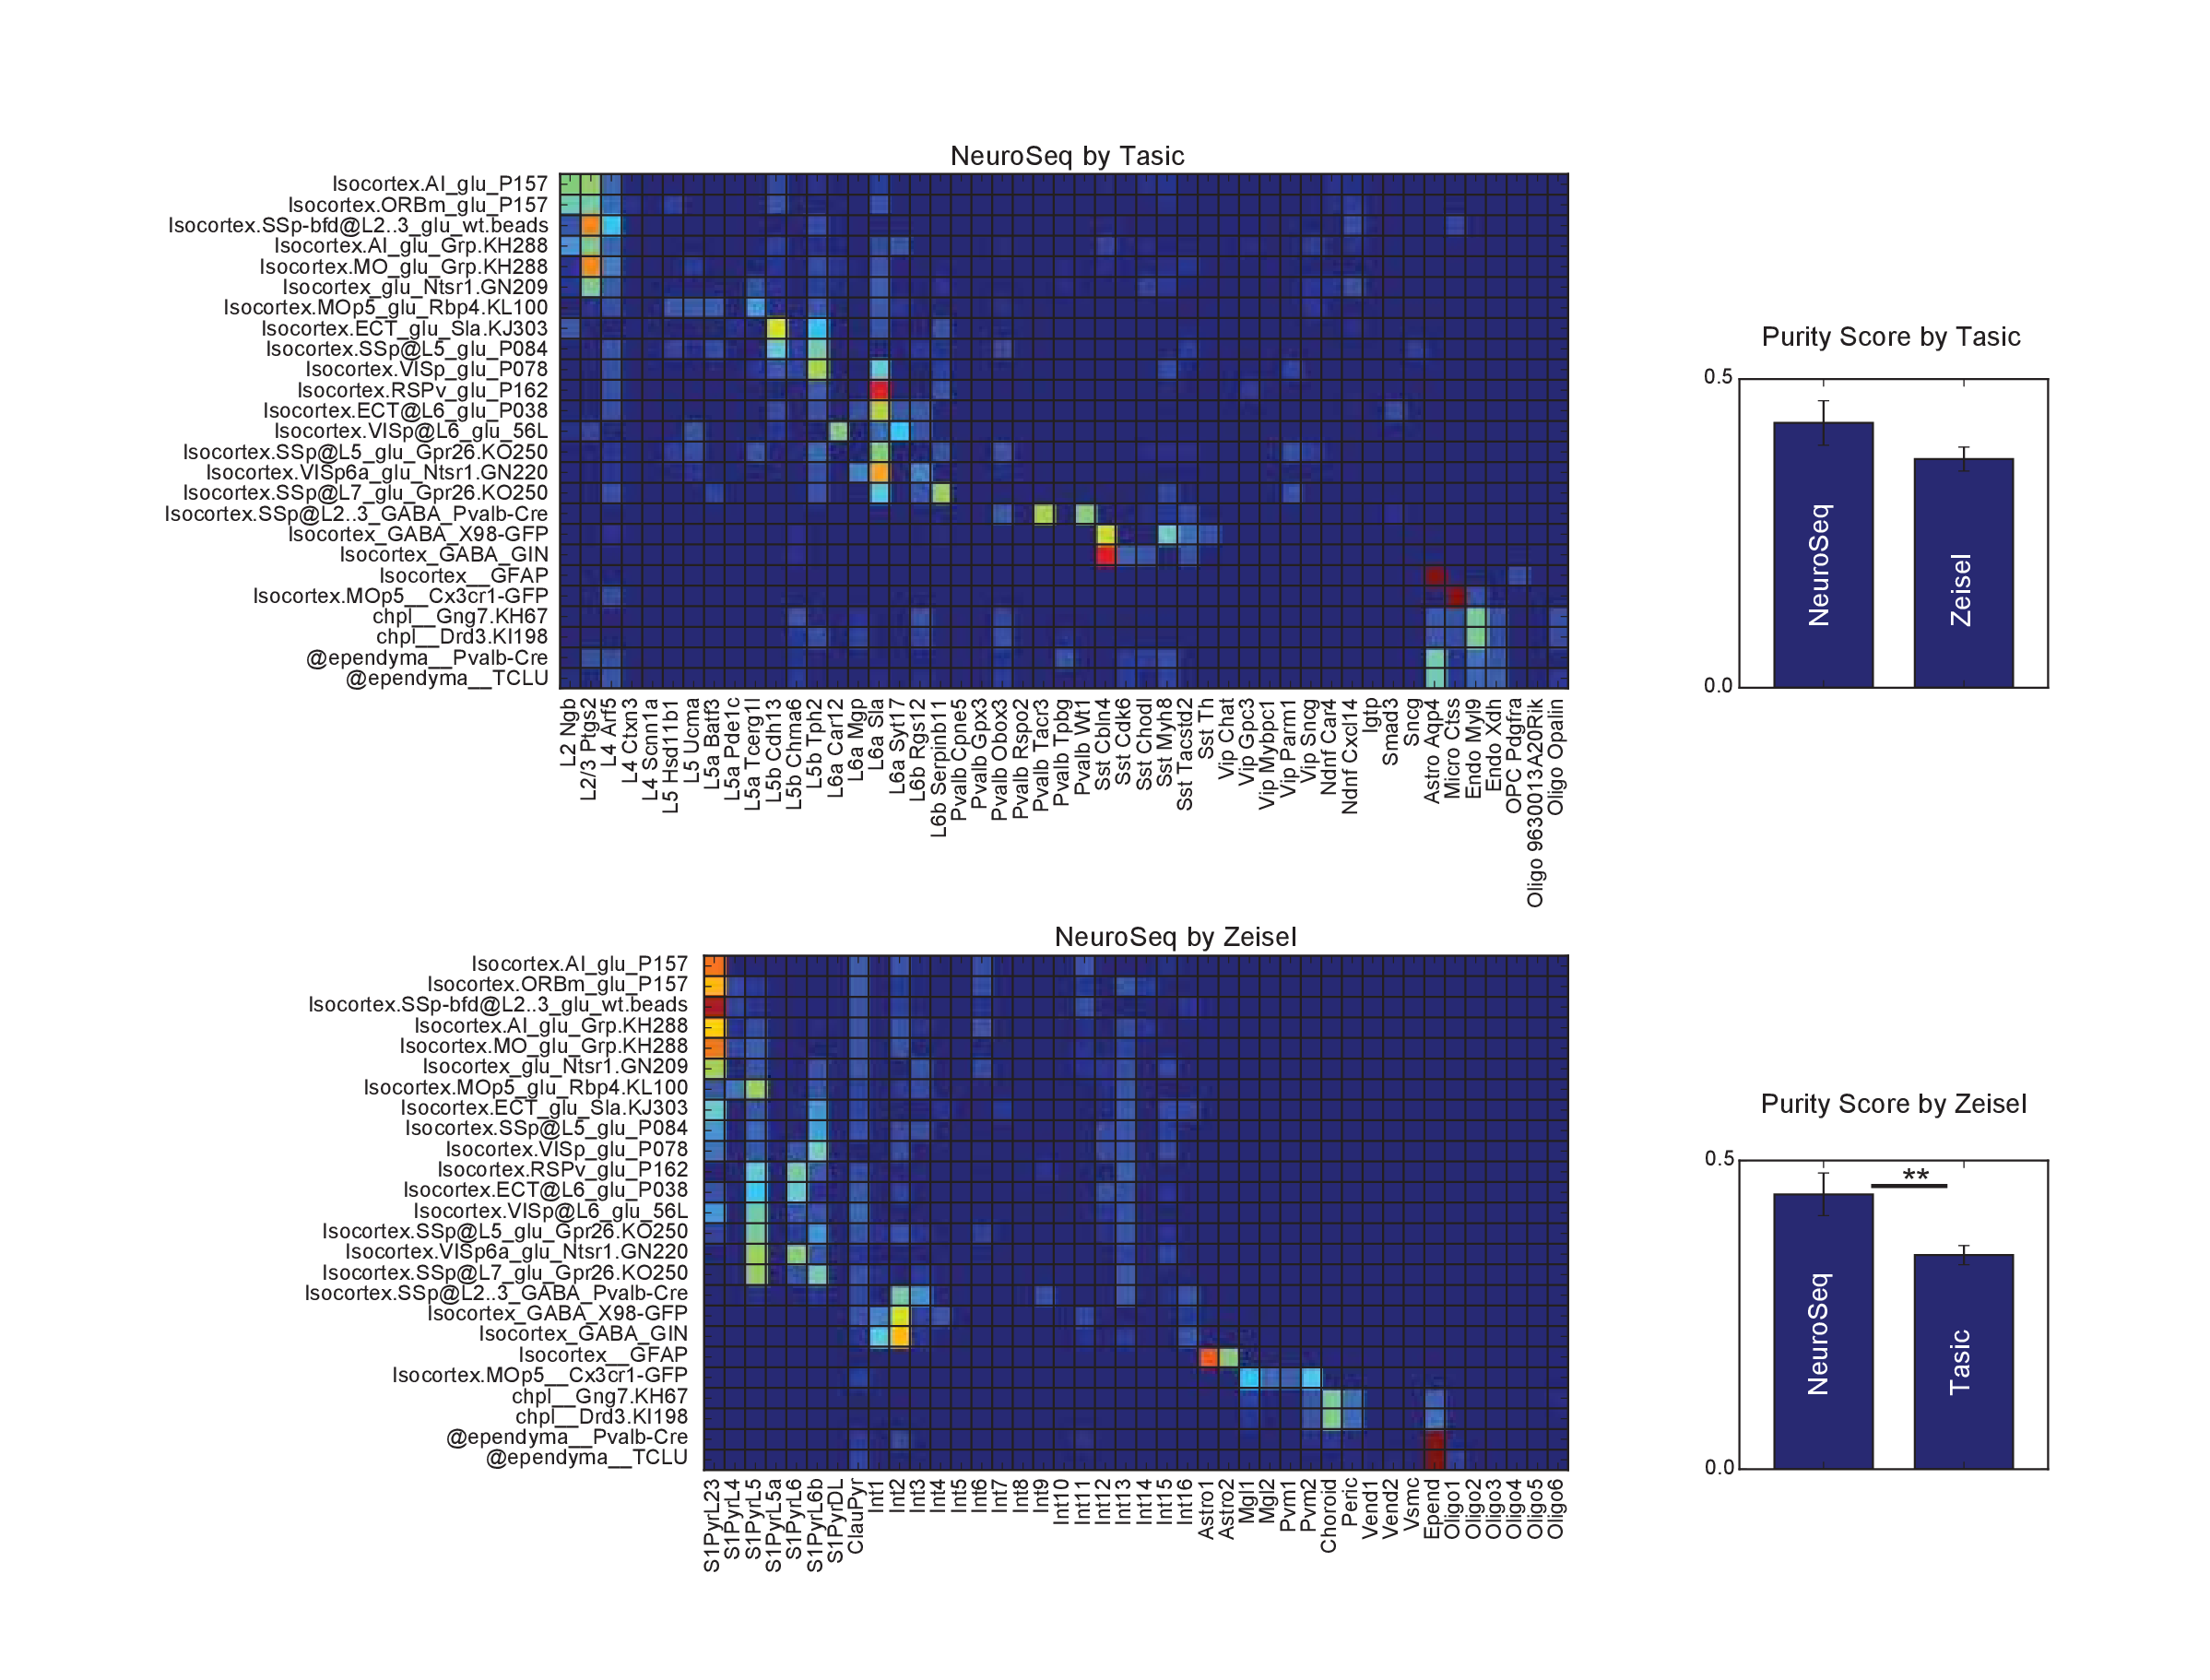 NeuroSeq by Tasic
Isocortex.AI_glu_P157
Isocortex.ORBm_glu_P157
Isocortex.SSp-bfd@L2..3_glu_wt.beads
Isocortex.AI_glu_Grp.KH288
Isocortex.MO_glu_Grp.KH288
Isocortex_glu_Ntsr1.GN209
Isocortex.MOp5_glu_Rbp4.KL100
Isocortex.ECT_glu_Sla.KJ303
Isocortex.SSp@L5_glu_P084
Isocortex.VISp_glu_P078
Isocortex.RSPv_glu_P162
Isocortex.ECT@L6_glu_P038
Isocortex.VISp@L6_glu_56L
Isocortex.SSp@L5_glu_Gpr26.KO250
Isocortex.VISp6a_glu_Ntsr1.GN220
Isocortex.SSp@L7_glu_Gpr26.KO250
Isocortex.SSp@L2..3_GABA_Pvalb-Cre
Isocortex_GABA_X98-GFP
Isocortex_GABA_GIN
Isocortex__GFAP
Isocortex.MOp5__Cx3cr1-GFP
chpl__Gng7.KH67
chpl__Drd3.KI198
@ependyma__Pvalb-Cre
@ependyma__TCLU
L2 Ngb
L2/3 Ptgs2
L4 Arf5
L4 Ctxn3
L4 Scnn1a
L5 Hsd11b1
L5 Ucma
L5a Batf3
L5a Pde1c
L5a Tcerg1l
L5b Cdh13
L5b Chrna6
L5b Tph2
L6a Car12
L6a Mgp
L6a Sla
L6a Syt17
L6b Rgs12
L6b Serpinb11
Pvalb Cpne5
Pvalb Gpx3
Pvalb Obox3
Pvalb Rspo2
Pvalb Tacr3
Pvalb Tpbg
Pvalb Wt1
Sst Cbln4
Sst Cdk6
Sst Chodl
Sst Myh8
Sst Tacstd2
Sst Th
Vip Chat
Vip Gpc3
Vip Mybpc1
Vip Parm1
Vip Sncg
Ndnf Car4
Ndnf Cxcl14
Igtp
Smad3
Sncg
Astro Aqp4
Micro Ctss
Endo Myl9
Endo Xdh
OPC Pdgfra
Oligo 9630013A20Rik
Oligo Opalin
Purity Score by Tasic
0.5
0.0
NeuroSeq
Zeisel
NeuroSeq by Zeisel
Isocortex.AI_glu_P157
Isocortex.ORBm_glu_P157
Isocortex.SSp-bfd@L2..3_glu_wt.beads
Isocortex.AI_glu_Grp.KH288
Isocortex.MO_glu_Grp.KH288
Isocortex_glu_Ntsr1.GN209
Isocortex.MOp5_glu_Rbp4.KL100
Isocortex.ECT_glu_Sla.KJ303
Isocortex.SSp@L5_glu_P084
Isocortex.VISp_glu_P078
Isocortex.RSPv_glu_P162
Isocortex.ECT@L6_glu_P038
Isocortex.VISp@L6_glu_56L
Isocortex.SSp@L5_glu_Gpr26.KO250
Isocortex.VISp6a_glu_Ntsr1.GN220
Isocortex.SSp@L7_glu_Gpr26.KO250
Isocortex.SSp@L2..3_GABA_Pvalb-Cre
Isocortex_GABA_X98-GFP
Isocortex_GABA_GIN
Isocortex__GFAP
Isocortex.MOp5__Cx3cr1-GFP
chpl__Gng7.KH67
chpl__Drd3.KI198
@ependyma__Pvalb-Cre
@ependyma__TCLU
S1PyrL23
S1PyrL4
S1PyrL5
S1PyrL5a
S1PyrL6
S1PyrL6b
S1PyrDL
ClauPyr
Int1
Int2
Int3
Int4
Int5
Int6
Int7
Int8
Int9
Int10
Int11
Int12
Int13
Int14
Int15
Int16
Astro1
Astro2
Mgl1
Mgl2
Pvm1
Pvm2
Choroid
Peric
Vend1
Vend2
Vsmc
Epend
Oligo1
Oligo2
Oligo3
Oligo4
Oligo5
Oligo6
Purity Score by Zeisel
0.5
**
0.0
NeuroSeq
Tasic